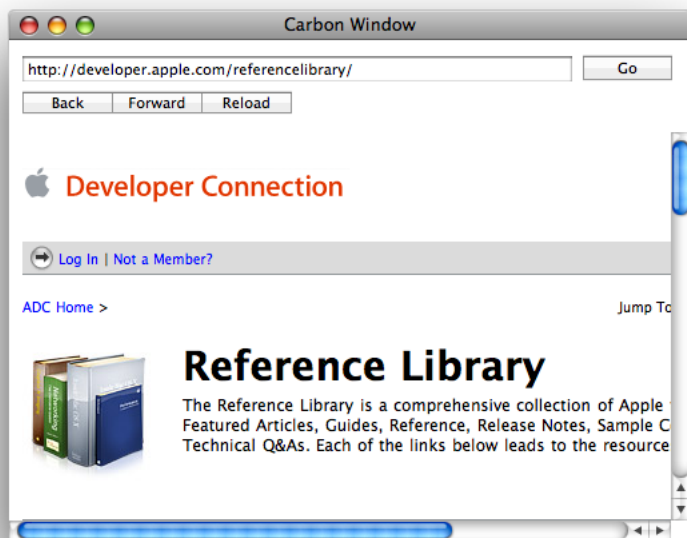 Carbon Window
http://developer.apple.com/referencelibrary/ Go
Back Forward Reload
Developer Connection
Log In | Not a Member?
ADC Home > Jump To
Reference Library
The Reference Library is a comprehensive collection of Apple
Featured Articles, Guides, Reference, Release Notes, Sample C
Technical Q&As. Each of the links below leads to the resource
Networking